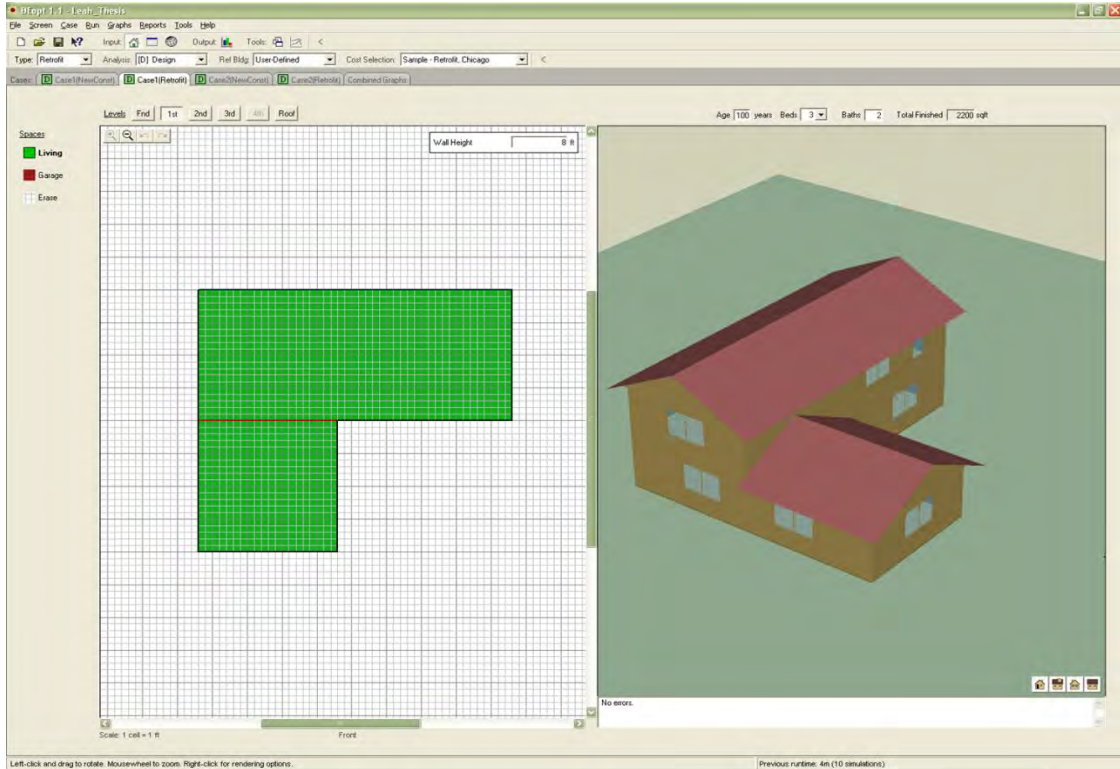 BEopt 1.1 - Leah_Thesis
File Screen Case Run Graphs Reports Tools Help
Input: Output: Tools: <
Type: Retrofit Analysis: [D] Design Ref Bldg: User-Defined Cost Selection: Sample - Retrofit, Chicago <
Cases: D Case1(NewConst) D Case1(Retrofit) D Case2(NewConst) D Case2(Retrofit) Combined Graphs
Levels Fnd 1st 2nd 3rd 4th Roof Age 100 years Beds 3 Baths 2 Total Finished 2200 sqft
Spaces
Living
Garage
Erase
Wall Height 8 ft
No errors.
Scale: 1 cell = 1 ft Front
Left-click and drag to rotate. Mousewheel to zoom. Right-click for rendering options. Previous runtime: 4m (10 simulations)